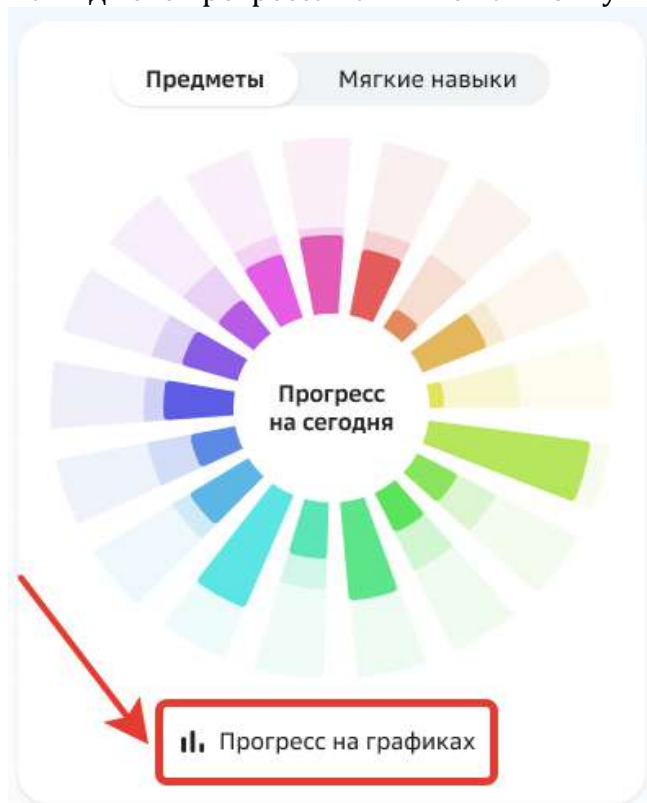 Предметы Мягкие навыки
Прогресс
на сегодня
Прогресс на графиках